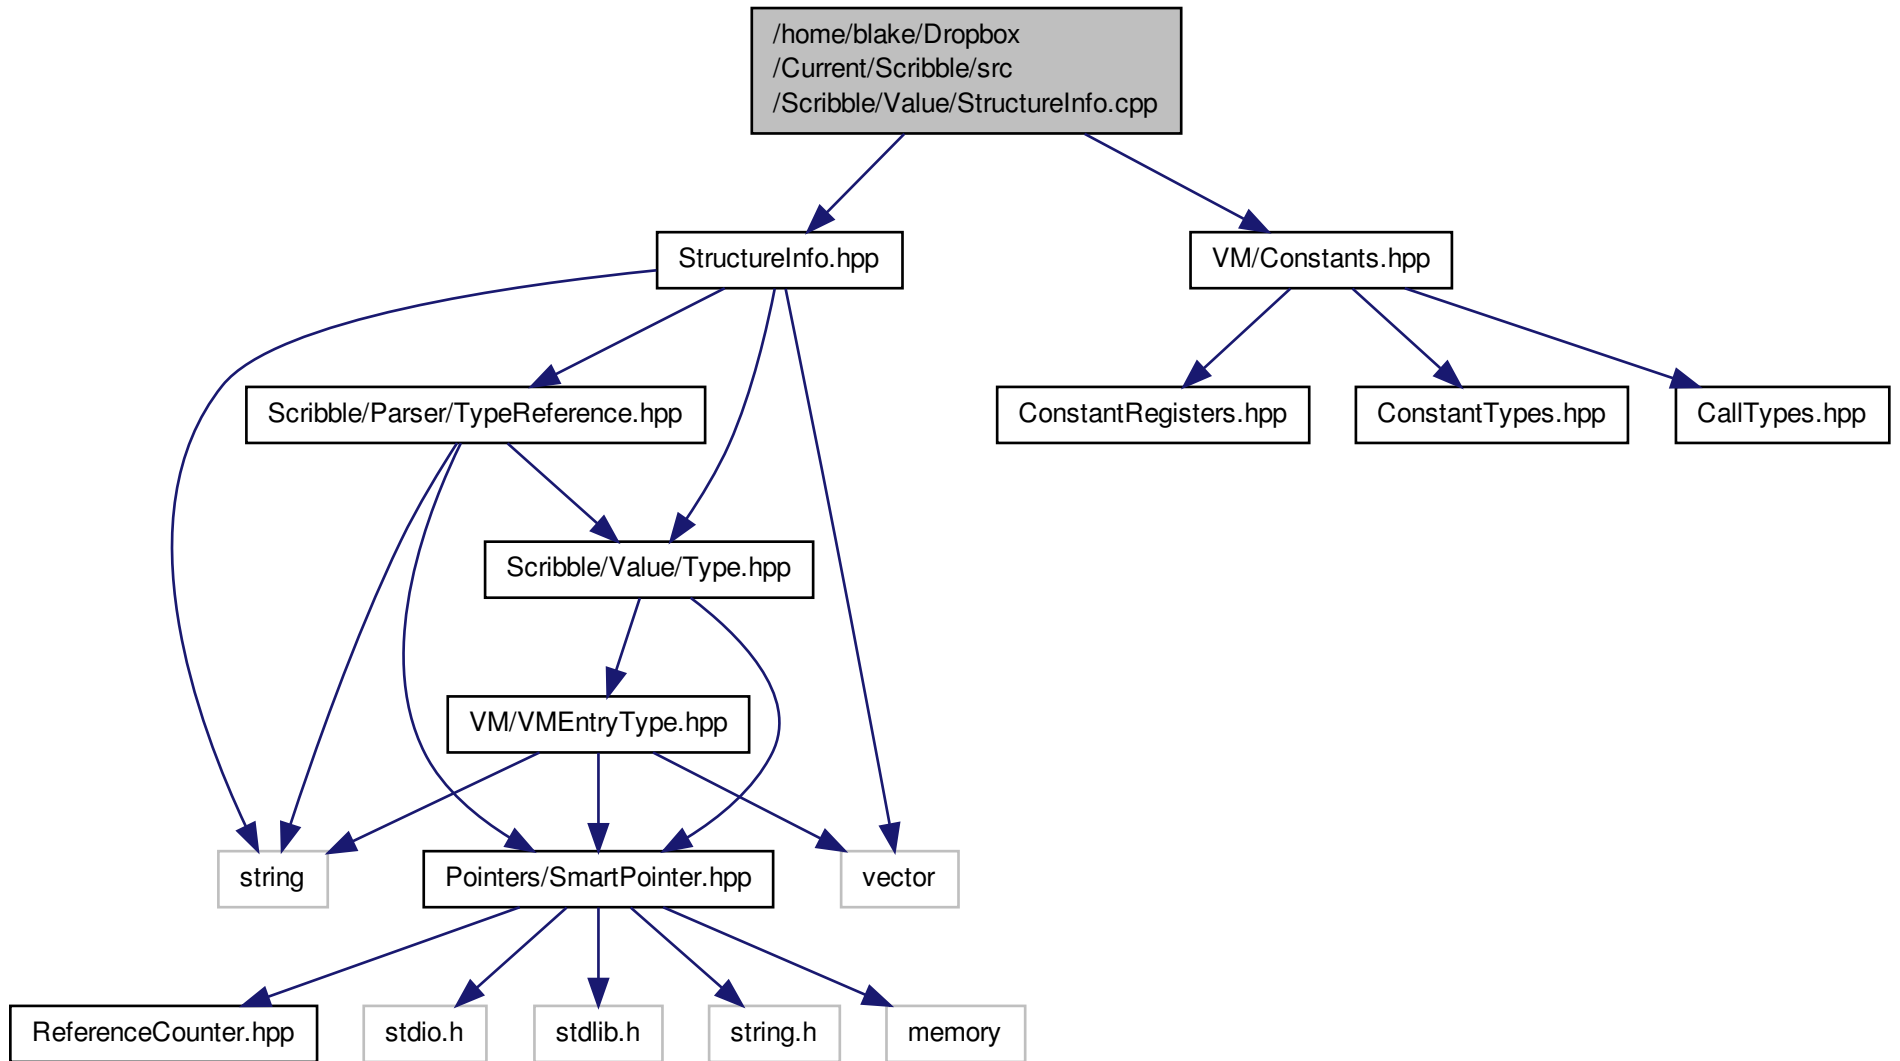 /home/blake/Dropbox
/Current/Scribble/src
/Scribble/Value/StructureInfo.cpp
StructureInfo.hpp
VM/Constants.hpp
Scribble/Parser/TypeReference.hpp
ConstantRegisters.hpp
ConstantTypes.hpp
CallTypes.hpp
Scribble/Value/Type.hpp
VM/VMEntryType.hpp
string
Pointers/SmartPointer.hpp
vector
ReferenceCounter.hpp
stdio.h
stdlib.h
string.h
memory